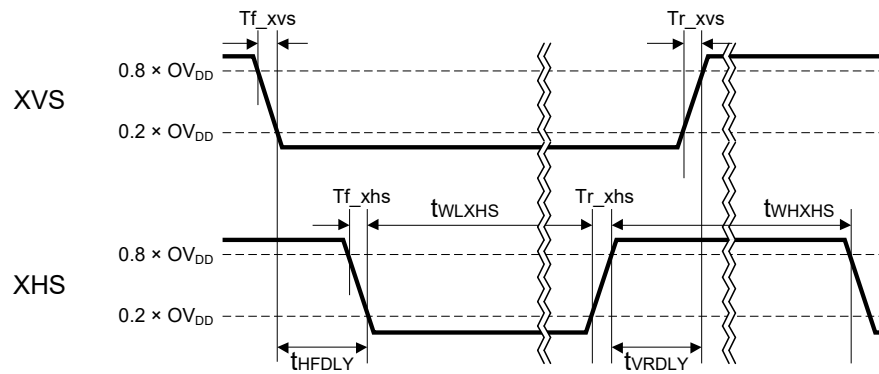 Tf_xvs Tr_xvs
0.8 × OVDD
XVS
0.2 × OVDD
Tf_xhs tWLXHS Tr_xhs tWHXHS
0.8 × OVDD
XHS
0.2 × OVDD
tHFDLY tVRDLY